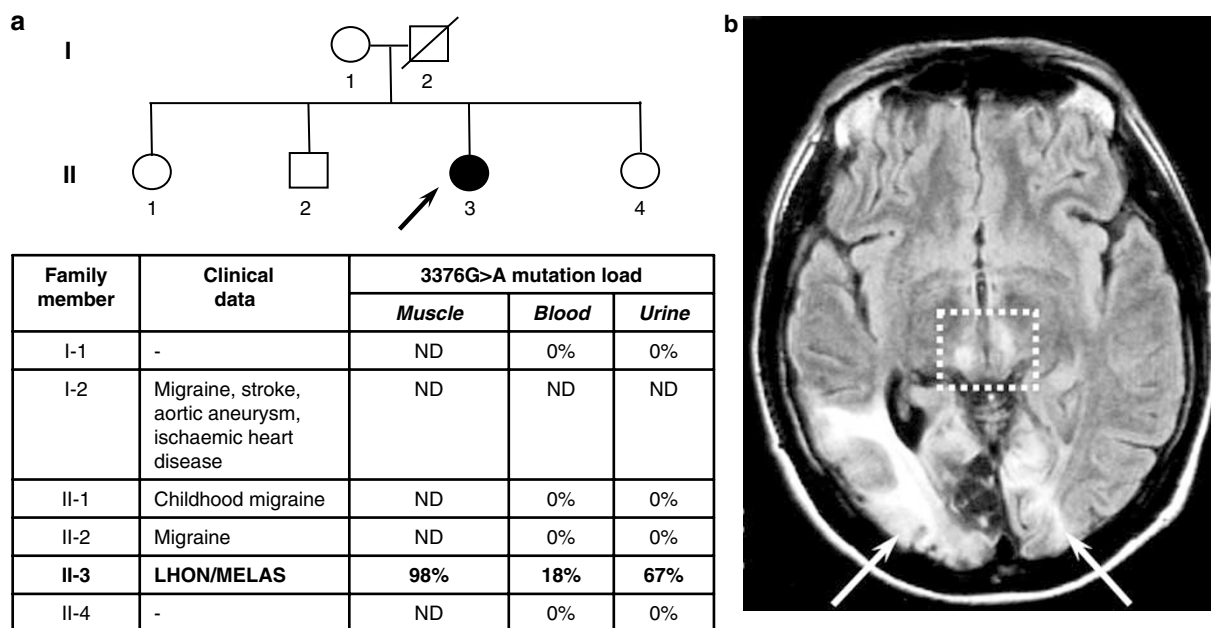 a
I
1
2
II
1
2
3
4
Family member
Clinical data
3376G>A mutation load
Muscle
Blood
Urine
I-1
-
ND
0%
0%
I-2
Migraine, stroke,
aortic aneurysm,
ischaemic heart
disease
ND
ND
ND
II-1
Childhood migraine
ND
0%
0%
II-2
Migraine
ND
0%
0%
II-3
LHON/MELAS
98%
18%
67%
II-4
-
ND
0%
0%
b